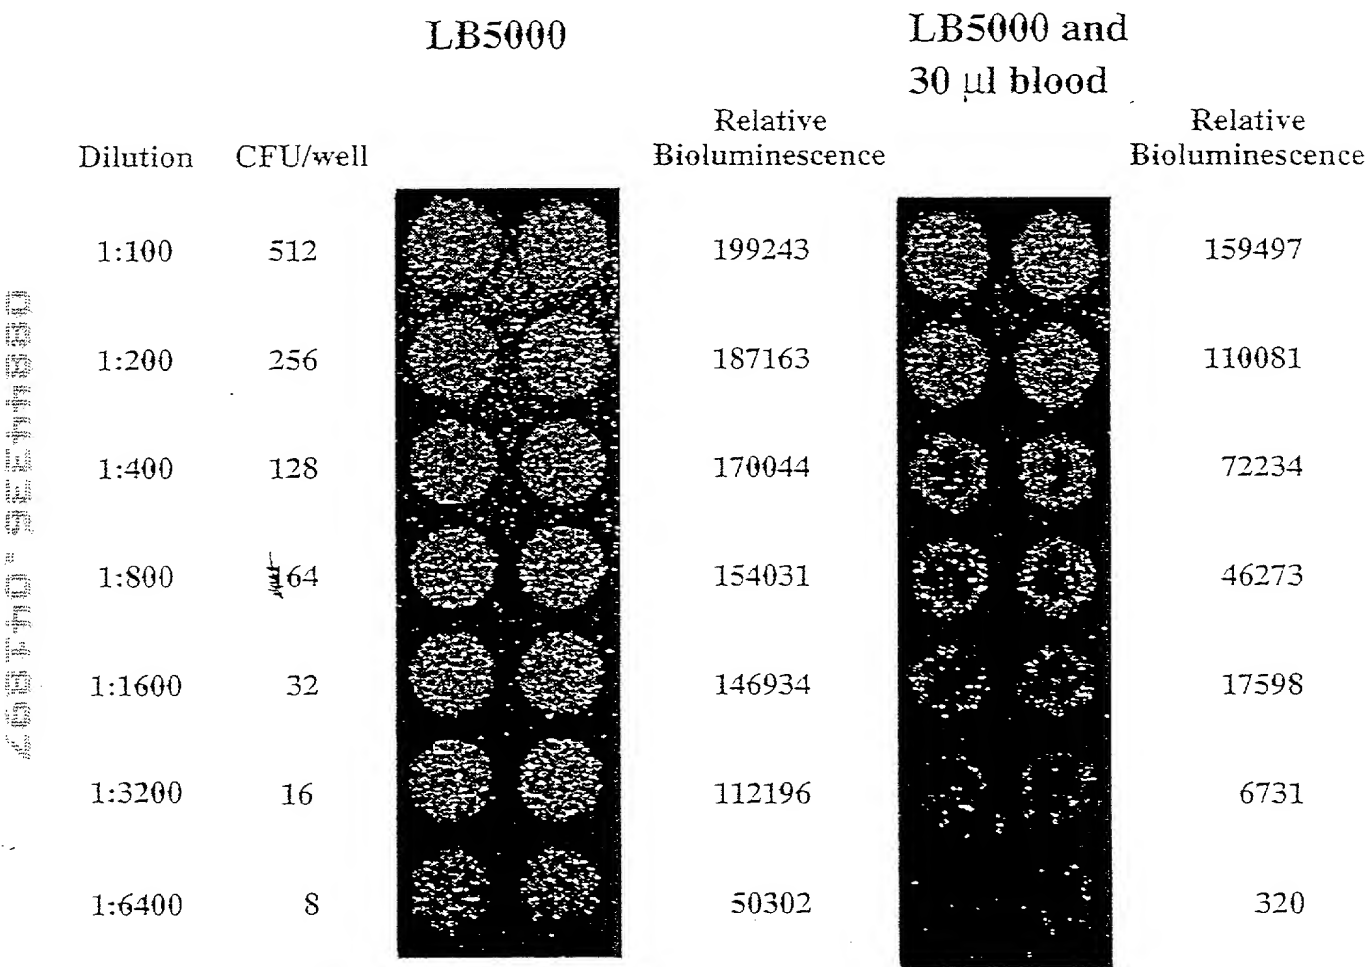 LB5000
LB5000 and
30 µl blood
Dilution CFU/well Relative Bioluminescence Relative Bioluminescence
1:100 512 199243 159497
1:200 256 187163 110081
1:400 128 170044 72234
1:800 164 154031 46273
1:1600 32 146934 17598
1:3200 16 112196 6731
1:6400 8 50302 320